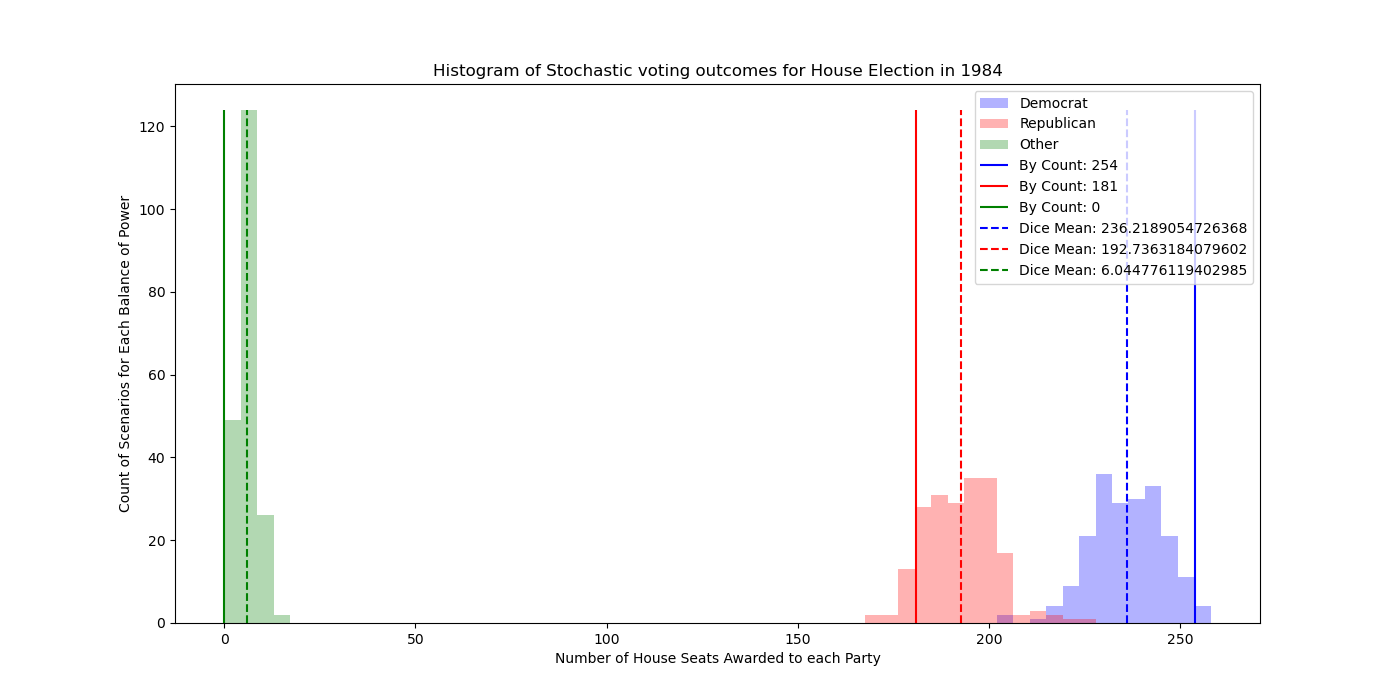 Histogram of Stochastic voting outcomes for House Election in 1984
Count of Scenarios for Each Balance of Power
120
100
80
60
40
20
0
Democrat
Republican
Other
By Count: 254
By Count: 181
By Count: 0
Dice Mean: 236.2189054726368
Dice Mean: 192.7363184079602
Dice Mean: 6.044776119402985
0 50 100 150 200 250
Number of House Seats Awarded to each Party